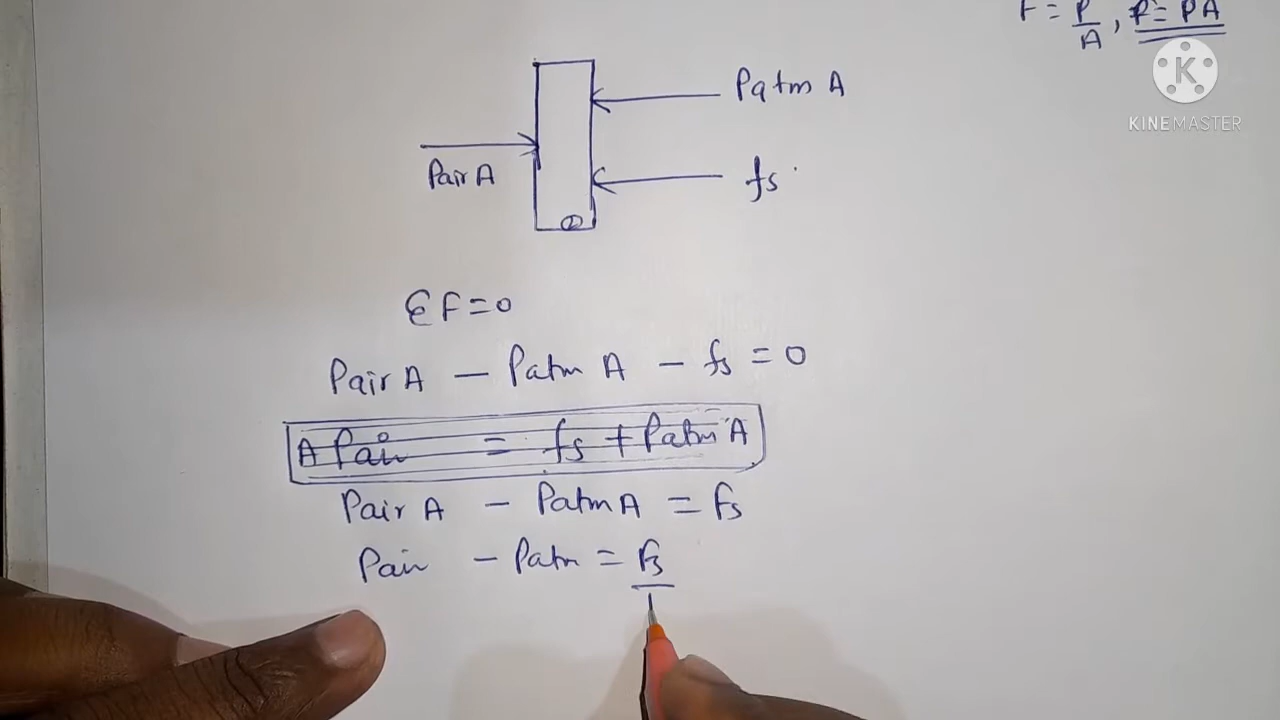 F = P/A, P = PA
K
KINEMASTER
Patm A
Pair A
fs
②
ΣF=0
Pair A — Patm A — fs = 0
A Pair = fs + Patm A
Pair A – Patm A = Fs
Pair – Patm = Fs